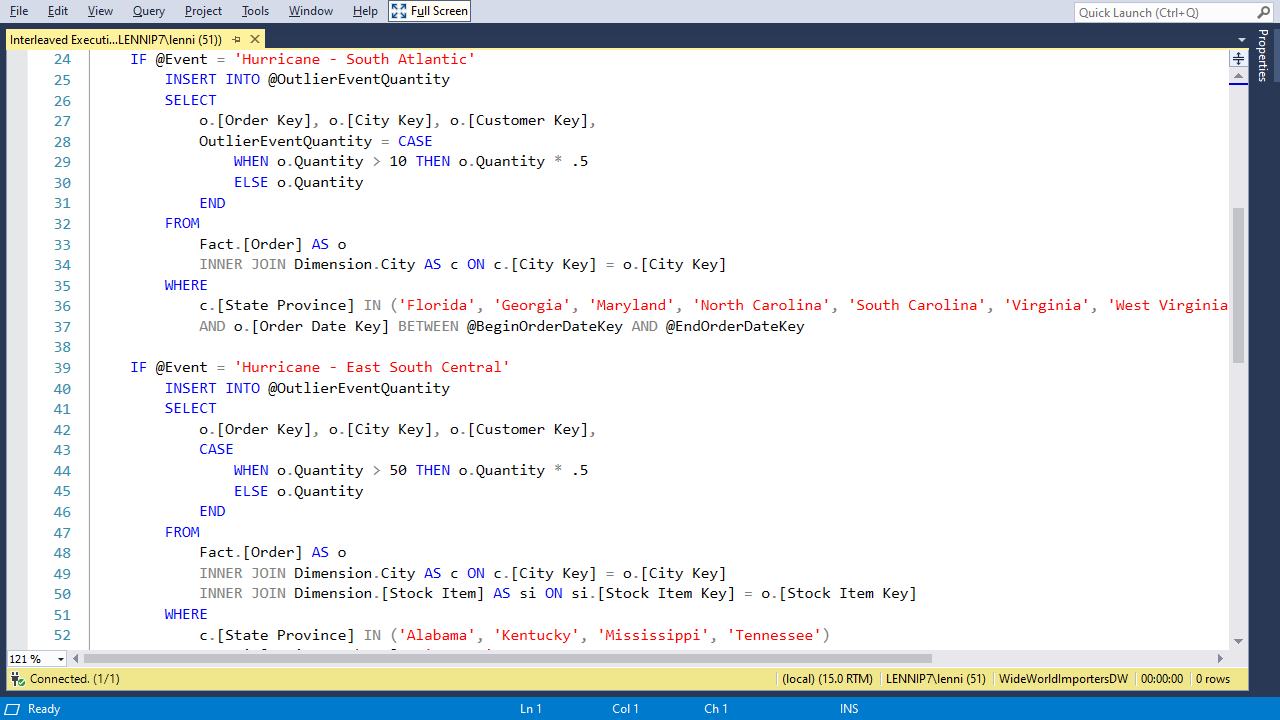 File Edit View Query Project Tools Window Help Full Screen Quick Launch (Ctrl+Q)
Interleaved Executi...LENNIP7\lenni (51))
Properties
24 IF @Event = 'Hurricane - South Atlantic'
25 INSERT INTO @OutlierEventQuantity
26 SELECT
27 o.[Order Key], o.[City Key], o.[Customer Key],
28 OutlierEventQuantity = CASE
29 WHEN o.Quantity > 10 THEN o.Quantity * .5
30 ELSE o.Quantity
31 END
32 FROM
33 Fact.[Order] AS o
34 INNER JOIN Dimension.City AS c ON c.[City Key] = o.[City Key]
35 WHERE
36 c.[State Province] IN ('Florida', 'Georgia', 'Maryland', 'North Carolina', 'South Carolina', 'Virginia', 'West Virginia
37 AND o.[Order Date Key] BETWEEN @BeginOrderDateKey AND @EndOrderDateKey
38
39 IF @Event = 'Hurricane - East South Central'
40 INSERT INTO @OutlierEventQuantity
41 SELECT
42 o.[Order Key], o.[City Key], o.[Customer Key],
43 CASE
44 WHEN o.Quantity > 50 THEN o.Quantity * .5
45 ELSE o.Quantity
46 END
47 FROM
48 Fact.[Order] AS o
49 INNER JOIN Dimension.City AS c ON c.[City Key] = o.[City Key]
50 INNER JOIN Dimension.[Stock Item] AS si ON si.[Stock Item Key] = o.[Stock Item Key]
51 WHERE
52 c.[State Province] IN ('Alabama', 'Kentucky', 'Mississippi', 'Tennessee')
121 %
Connected. (1/1) (local) (15.0 RTM) LENNIP7\lenni (51) WideWorldImportersDW 00:00:00 0 rows
Ready Ln 1 Col 1 Ch 1 INS